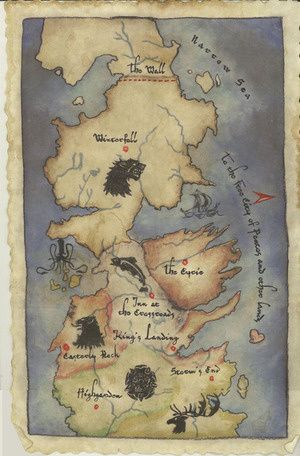 Narrow Sea
the Wall
Winterfell
To the Free City of Pentos and other lands
the Eyrie
Inn at
the Crossroads
King's Landing
Casterly Rock
Storm's End
Highgarden